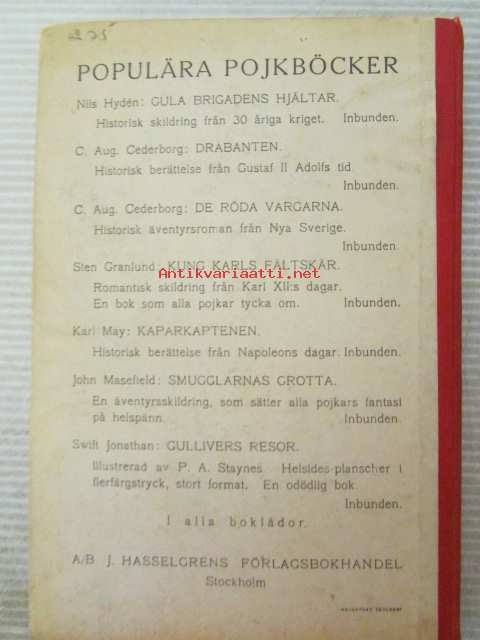 POPULÄRA POJKBÖCKER
Nils Hydén: GULA BRIGADENS HJÄLTAR.
Historisk skildring från 30 åriga kriget. Inbunden.
C. Aug. Cederborg: DRABANTEN.
Historisk berättelse från Gustaf II Adolfs tid.
Inbunden.
C. Aug. Cederborg: DE RÖDA VARGARNA.
Historisk äventyrsroman från Nya Sverige.
Inbunden.
Sten Granlund: KUNG KARLS FÄLTSKÄR.
Antikvariaatti.net
Romantisk skildring från Karl XII:s dagar.
En bok som alla pojkar tycka om. Inbunden.
Karl May: KAPARKAPTENEN.
Historisk berättelse från Napoleons dagar. Inbunden.
John Masefield: SMUGGLARNAS GROTTA.
En äventyrsskildring, som sätter alla pojkars fantasi
på helspänn. Inbunden.
Swift Jonathan: GULLIVERS RESOR.
Illustrerad av P. A. Staynes. Helsides-planscher i
flerfärgstryck, stort format. En odödlig bok.
Inbunden.
I alla boklådor.
A/B J. HASSELGRENS FÖRLAGSBOKHANDEL
Stockholm